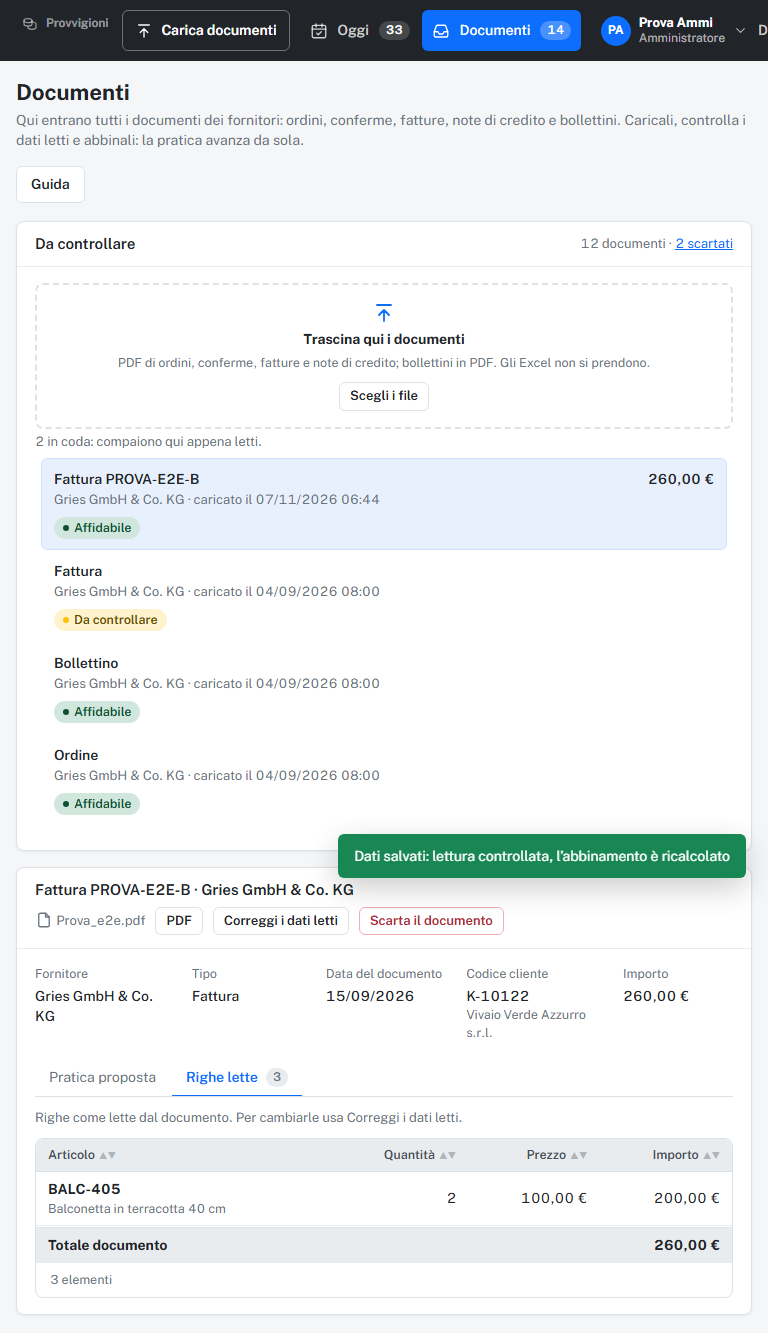 Provvigioni
Carica documenti
Oggi 33
Documenti 14
PA
Prova Ammi
Amministratore
D
Documenti
Qui entrano tutti i documenti dei fornitori: ordini, conferme, fatture, note di credito e bollettini. Caricali, controlla i
dati letti e abbinali: la pratica avanza da sola.
Guida
Da controllare
12 documenti · 2 scartati
Trascina qui i documenti
PDF di ordini, conferme, fatture e note di credito; bollettini in PDF. Gli Excel non si prendono.
Scegli i file
2 in coda: compaiono qui appena letti.
Fattura PROVA-E2E-B 260,00 €
Gries GmbH & Co. KG · caricato il 07/11/2026 06:44
Affidabile
Fattura
Gries GmbH & Co. KG · caricato il 04/09/2026 08:00
Da controllare
Bollettino
Gries GmbH & Co. KG · caricato il 04/09/2026 08:00
Affidabile
Ordine
Gries GmbH & Co. KG · caricato il 04/09/2026 08:00
Affidabile
Dati salvati: lettura controllata, l'abbinamento è ricalcolato
Fattura PROVA-E2E-B · Gries GmbH & Co. KG
Prova_e2e.pdf PDF Correggi i dati letti Scarta il documento
Fornitore Tipo Data del documento Codice cliente Importo
Gries GmbH & Co. KG
Fattura
15/09/2026
K-10122
Vivaio Verde Azzurro
s.r.l.
260,00 €
Pratica proposta Righe lette 3
Righe come lette dal documento. Per cambiarle usa Correggi i dati letti.
Articolo ▲▼ Quantità ▲▼ Prezzo ▲▼ Importo ▲▼
BALC-405
Balconetta in terracotta 40 cm
2 100,00 € 200,00 €
Totale documento 260,00 €
3 elementi